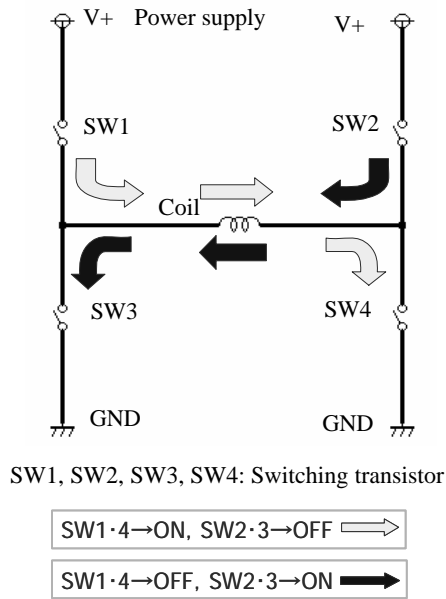 V+ Power supply V+
SW1 SW2
Coil
SW3 SW4
GND GND
SW1, SW2, SW3, SW4: Switching transistor
SW1･4→ON, SW2･3→OFF
SW1･4→OFF, SW2･3→ON